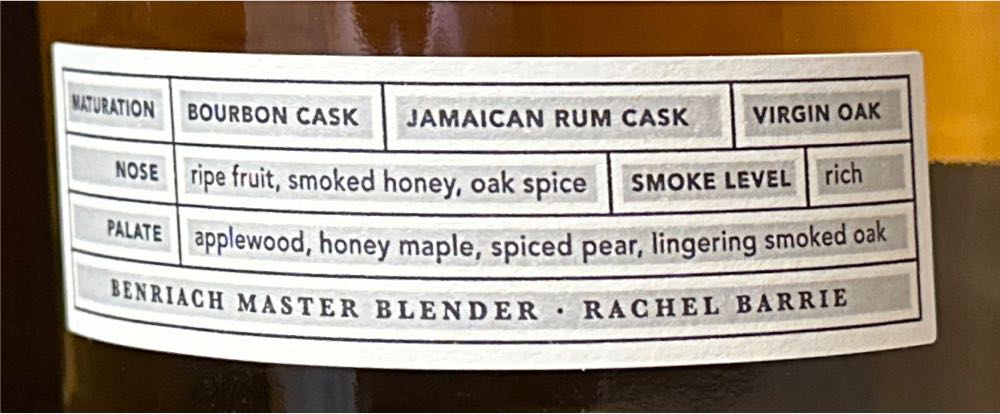 MATURATION BOURBON CASK JAMAICAN RUM CASK VIRGIN OAK
NOSE ripe fruit, smoked honey, oak spice SMOKE LEVEL rich
PALATE applewood, honey maple, spiced pear, lingering smoked oak
BENRIACH MASTER BLENDER · RACHEL BARRIE